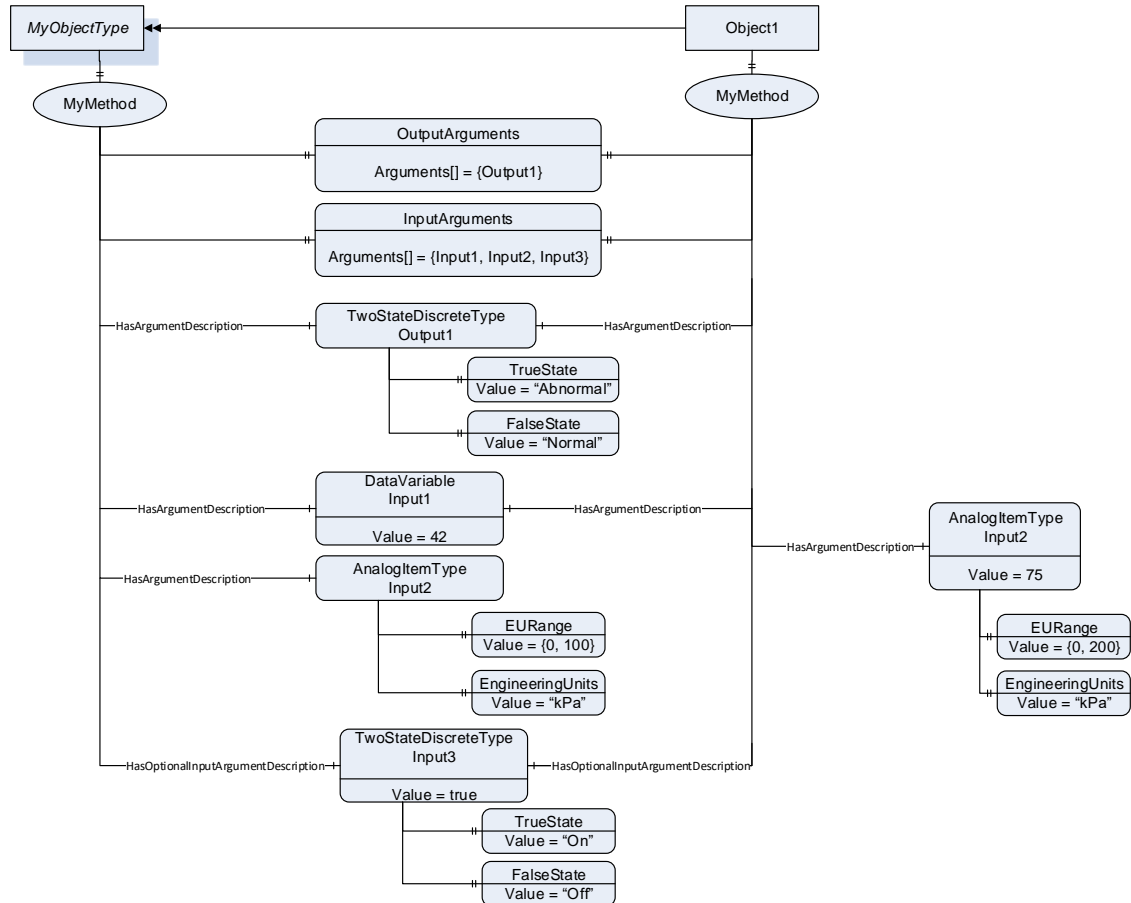 MyObjectType
Object1
MyMethod
MyMethod
OutputArguments
Arguments[] = {Output1}
InputArguments
Arguments[] = {Input1, Input2, Input3}
HasArgumentDescription
TwoStateDiscreteType
Output1
HasArgumentDescription
TrueState
Value = “Abnormal”
FalseState
Value = “Normal”
HasArgumentDescription
DataVariable
Input1
Value = 42
HasArgumentDescription
HasArgumentDescription
AnalogItemType
Input2
Value = 75
EURange
Value = {0, 200}
EngineeringUnits
Value = “kPa”
HasArgumentDescription
AnalogItemType
Input2
EURange
Value = {0, 100}
EngineeringUnits
Value = “kPa”
HasOptionalInputArgumentDescription
TwoStateDiscreteType
Input3
Value = true
HasOptionalInputArgumentDescription
TrueState
Value = “On”
FalseState
Value = “Off”